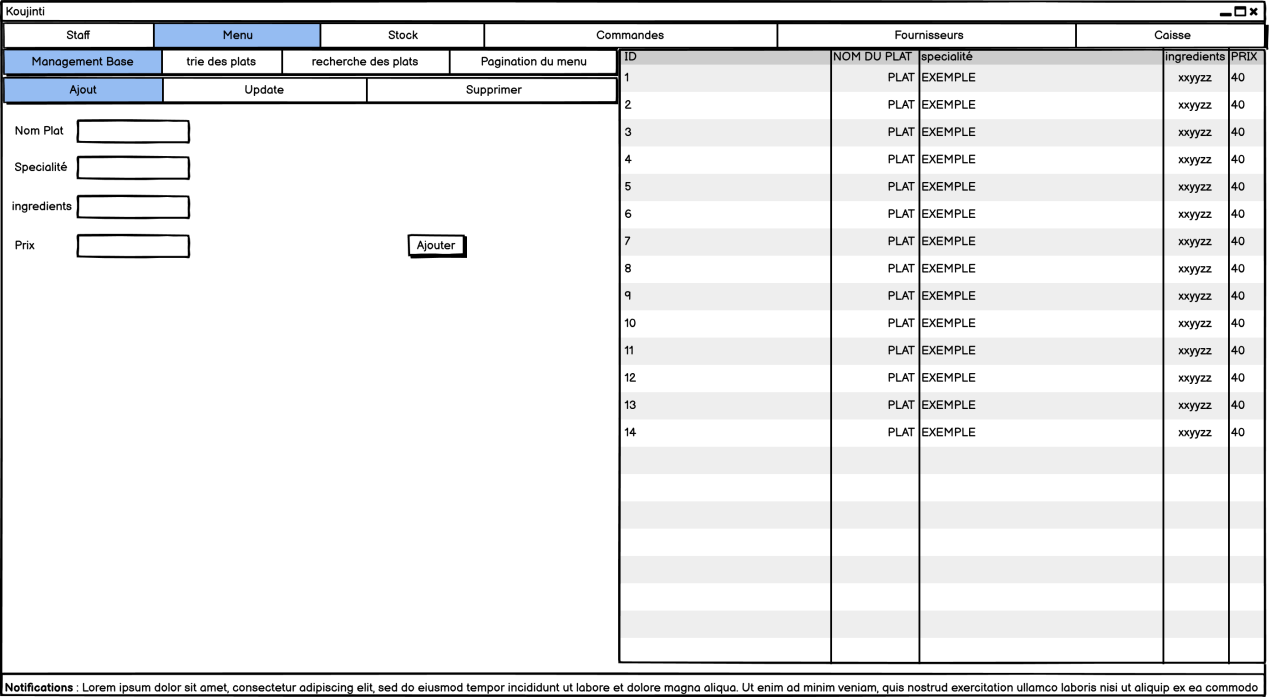 Koujinti
Staff Menu Stock Commandes Fournisseurs Caisse
Management Base trie des plats recherche des plats Pagination du menu
Ajout Update Supprimer
Nom Plat
Specialité
ingredients
Prix Ajouter
ID NOM DU PLAT specialité ingredients PRIX
1 PLAT EXEMPLE xxyyzz 40
2 PLAT EXEMPLE xxyyzz 40
3 PLAT EXEMPLE xxyyzz 40
4 PLAT EXEMPLE xxyyzz 40
5 PLAT EXEMPLE xxyyzz 40
6 PLAT EXEMPLE xxyyzz 40
7 PLAT EXEMPLE xxyyzz 40
8 PLAT EXEMPLE xxyyzz 40
9 PLAT EXEMPLE xxyyzz 40
10 PLAT EXEMPLE xxyyzz 40
11 PLAT EXEMPLE xxyyzz 40
12 PLAT EXEMPLE xxyyzz 40
13 PLAT EXEMPLE xxyyzz 40
14 PLAT EXEMPLE xxyyzz 40
Notifications : Lorem ipsum dolor sit amet, consectetur adipiscing elit, sed do eiusmod tempor incididunt ut labore et dolore magna aliqua. Ut enim ad minim veniam, quis nostrud exercitation ullamco laboris nisi ut aliquip ex ea commodo